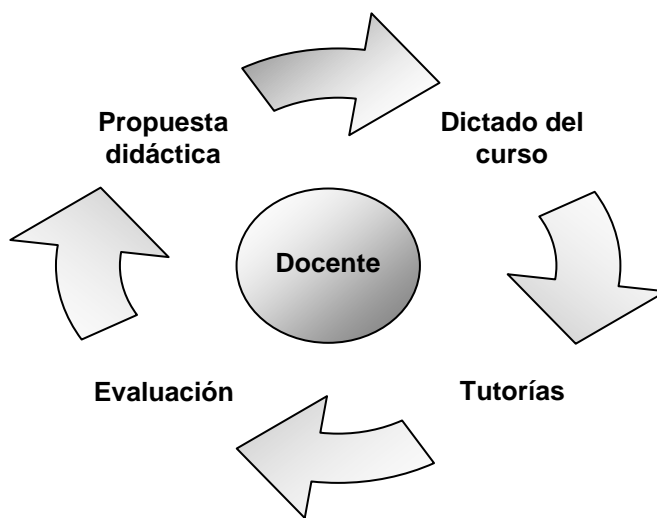 Propuesta
didáctica
Dictado del
curso
Docente
Evaluación
Tutorías